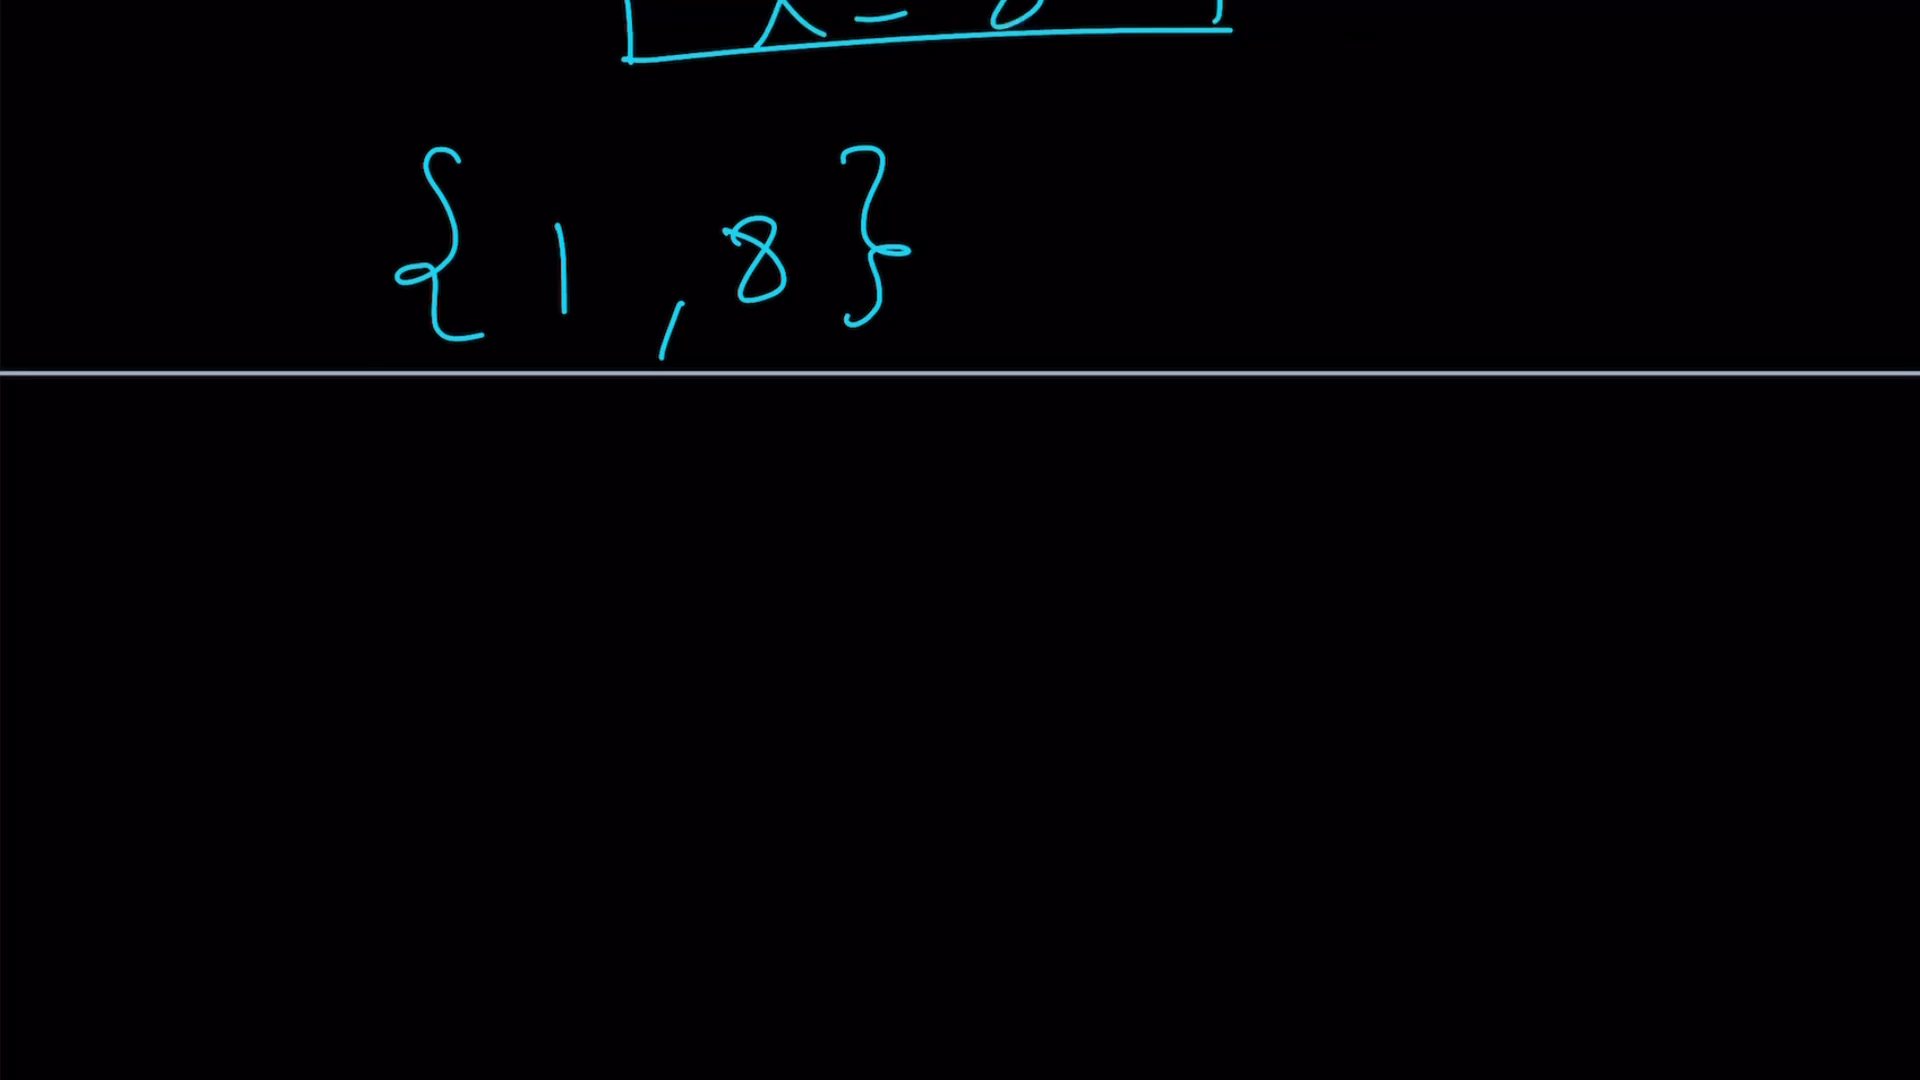 x =
{ 1 , 8 }